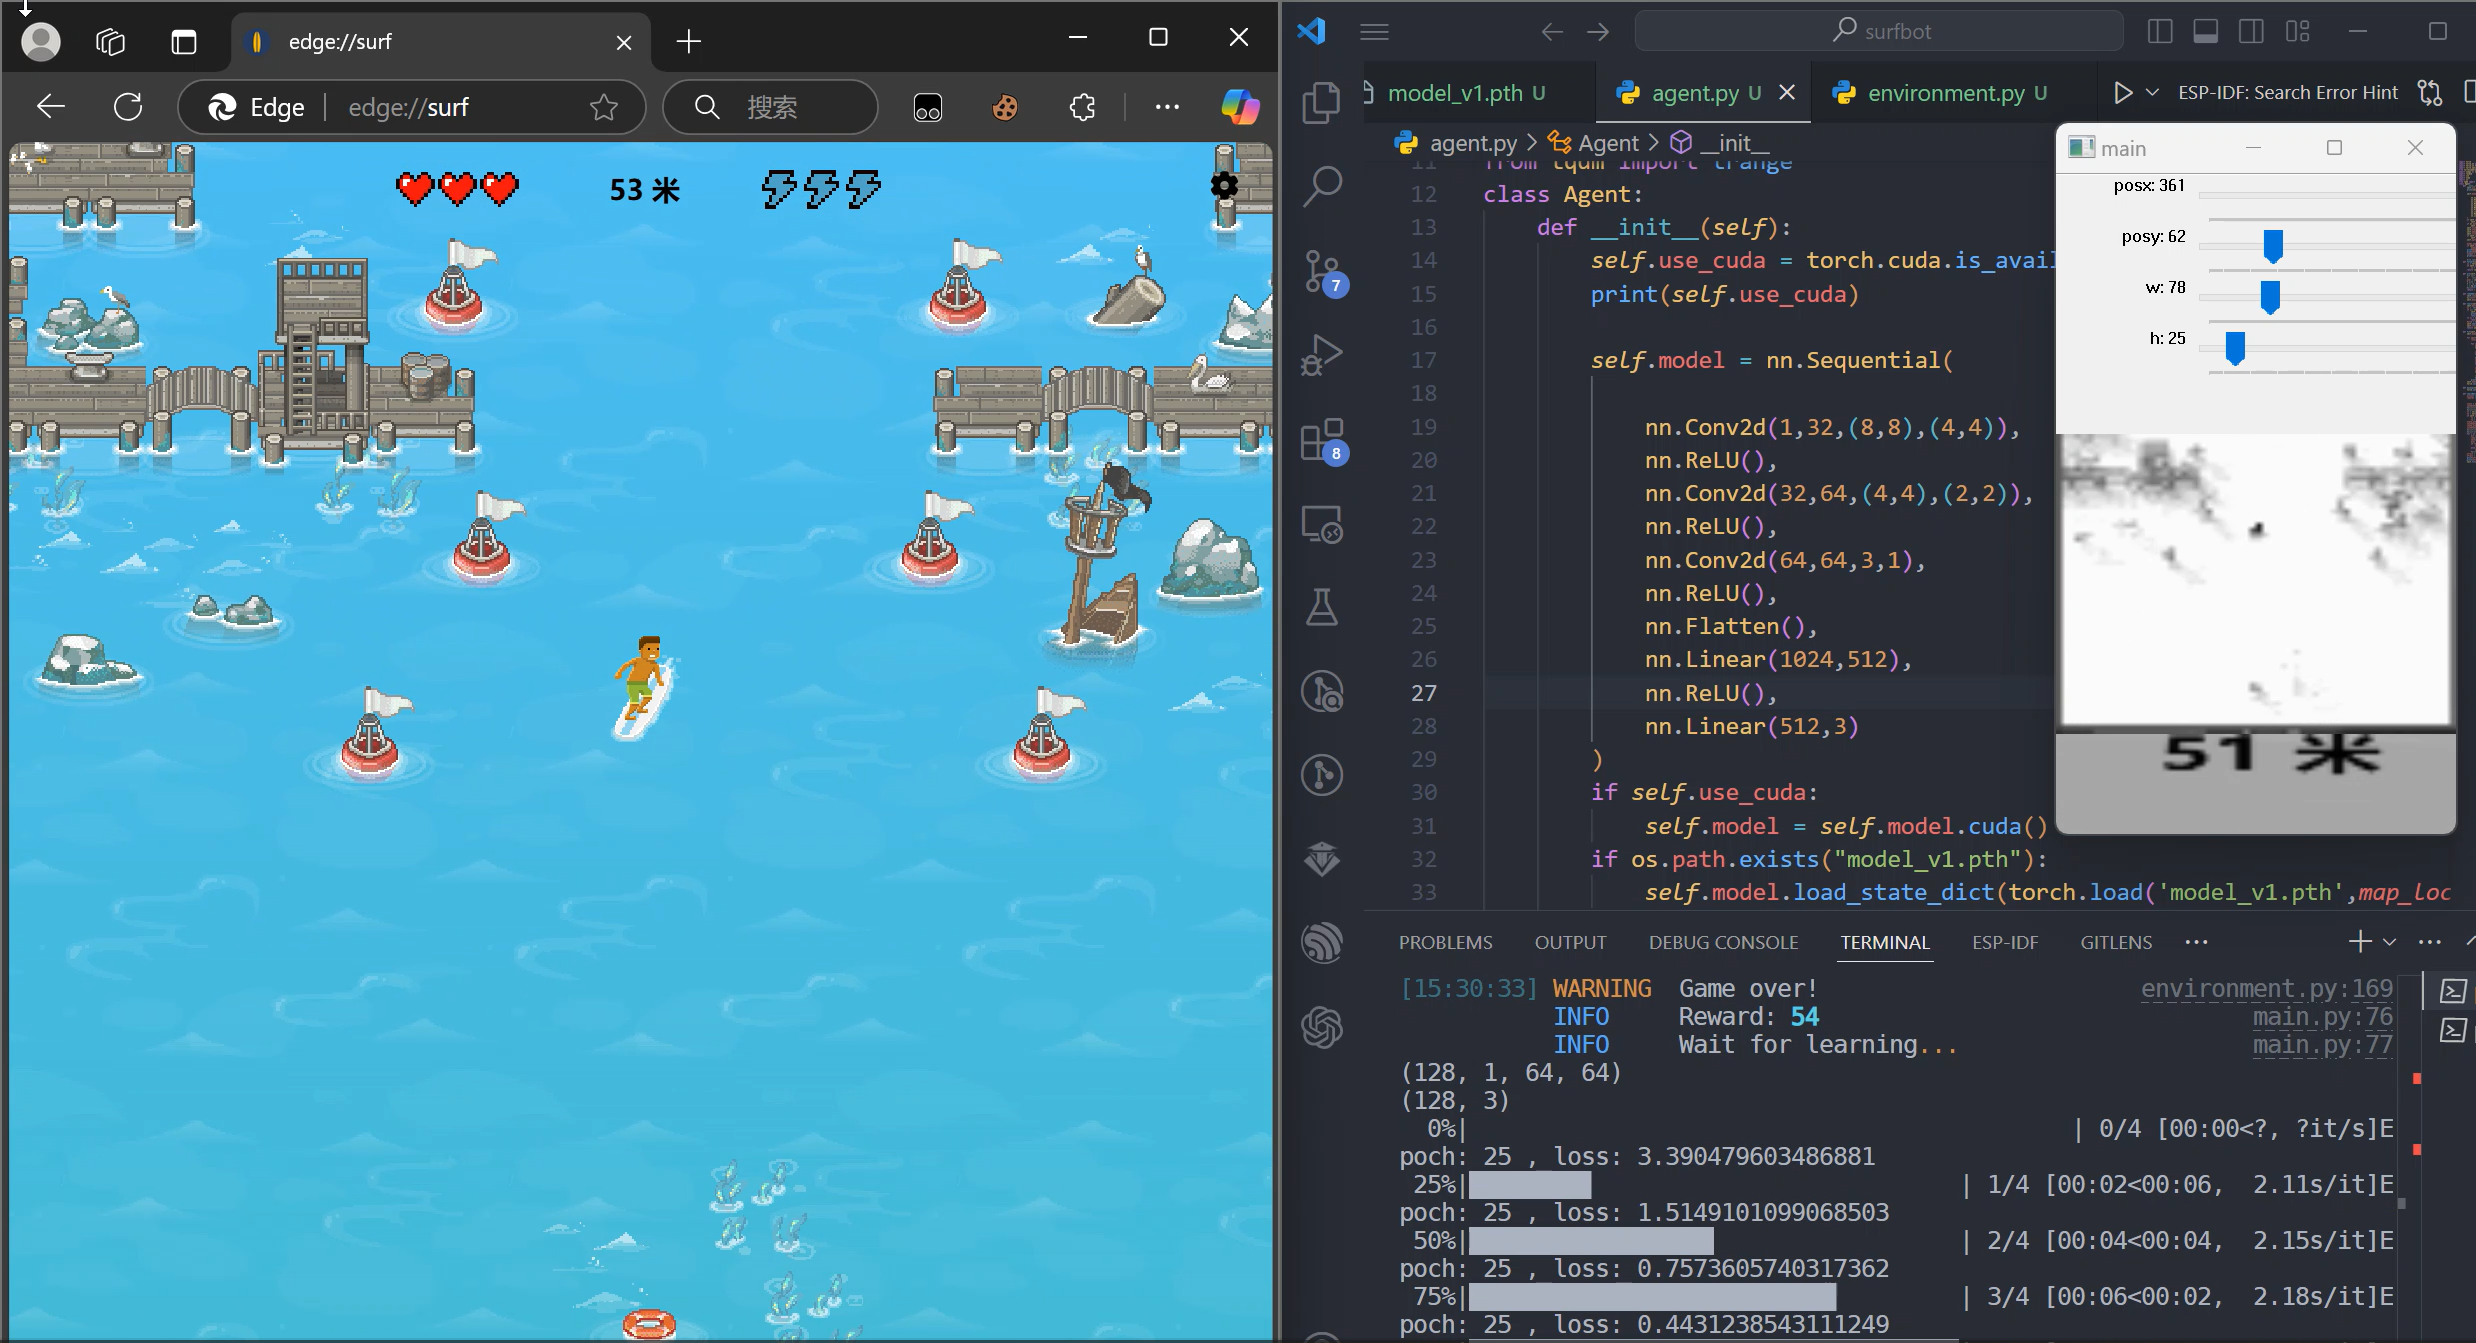 edge://surf
Edge edge://surf 搜索
53 米
surfbot
model_v1.pth U agent.py U environment.py U ESP-IDF: Search Error Hint
agent.py > Agent > __init__
11 from tqdm import trange
12 class Agent:
13 def __init__(self):
14 self.use_cuda = torch.cuda.is_avail
15 print(self.use_cuda)
16
17 self.model = nn.Sequential(
18
19 nn.Conv2d(1,32,(8,8),(4,4)),
20 nn.ReLU(),
21 nn.Conv2d(32,64,(4,4),(2,2)),
22 nn.ReLU(),
23 nn.Conv2d(64,64,3,1),
24 nn.ReLU(),
25 nn.Flatten(),
26 nn.Linear(1024,512),
27 nn.ReLU(),
28 nn.Linear(512,3)
29 )
30 if self.use_cuda:
31 self.model = self.model.cuda()
32 if os.path.exists("model_v1.pth"):
33 self.model.load_state_dict(torch.load('model_v1.pth',map_loc
7
8
main
posx: 361
posy: 62
w: 78
h: 25
51 米
PROBLEMS OUTPUT DEBUG CONSOLE TERMINAL ESP-IDF GITLENS
[15:30:33] WARNING Game over! environment.py:169
INFO Reward: 54 main.py:76
INFO Wait for learning... main.py:77
(128, 1, 64, 64)
(128, 3)
0%| | 0/4 [00:00<?, ?it/s]E
poch: 25 , loss: 3.390479603486881
25%| | 1/4 [00:02<00:06, 2.11s/it]E
poch: 25 , loss: 1.5149101099068503
50%| | 2/4 [00:04<00:04, 2.15s/it]E
poch: 25 , loss: 0.7573605740317362
75%| | 3/4 [00:06<00:02, 2.18s/it]E
poch: 25 , loss: 0.4431238543111249